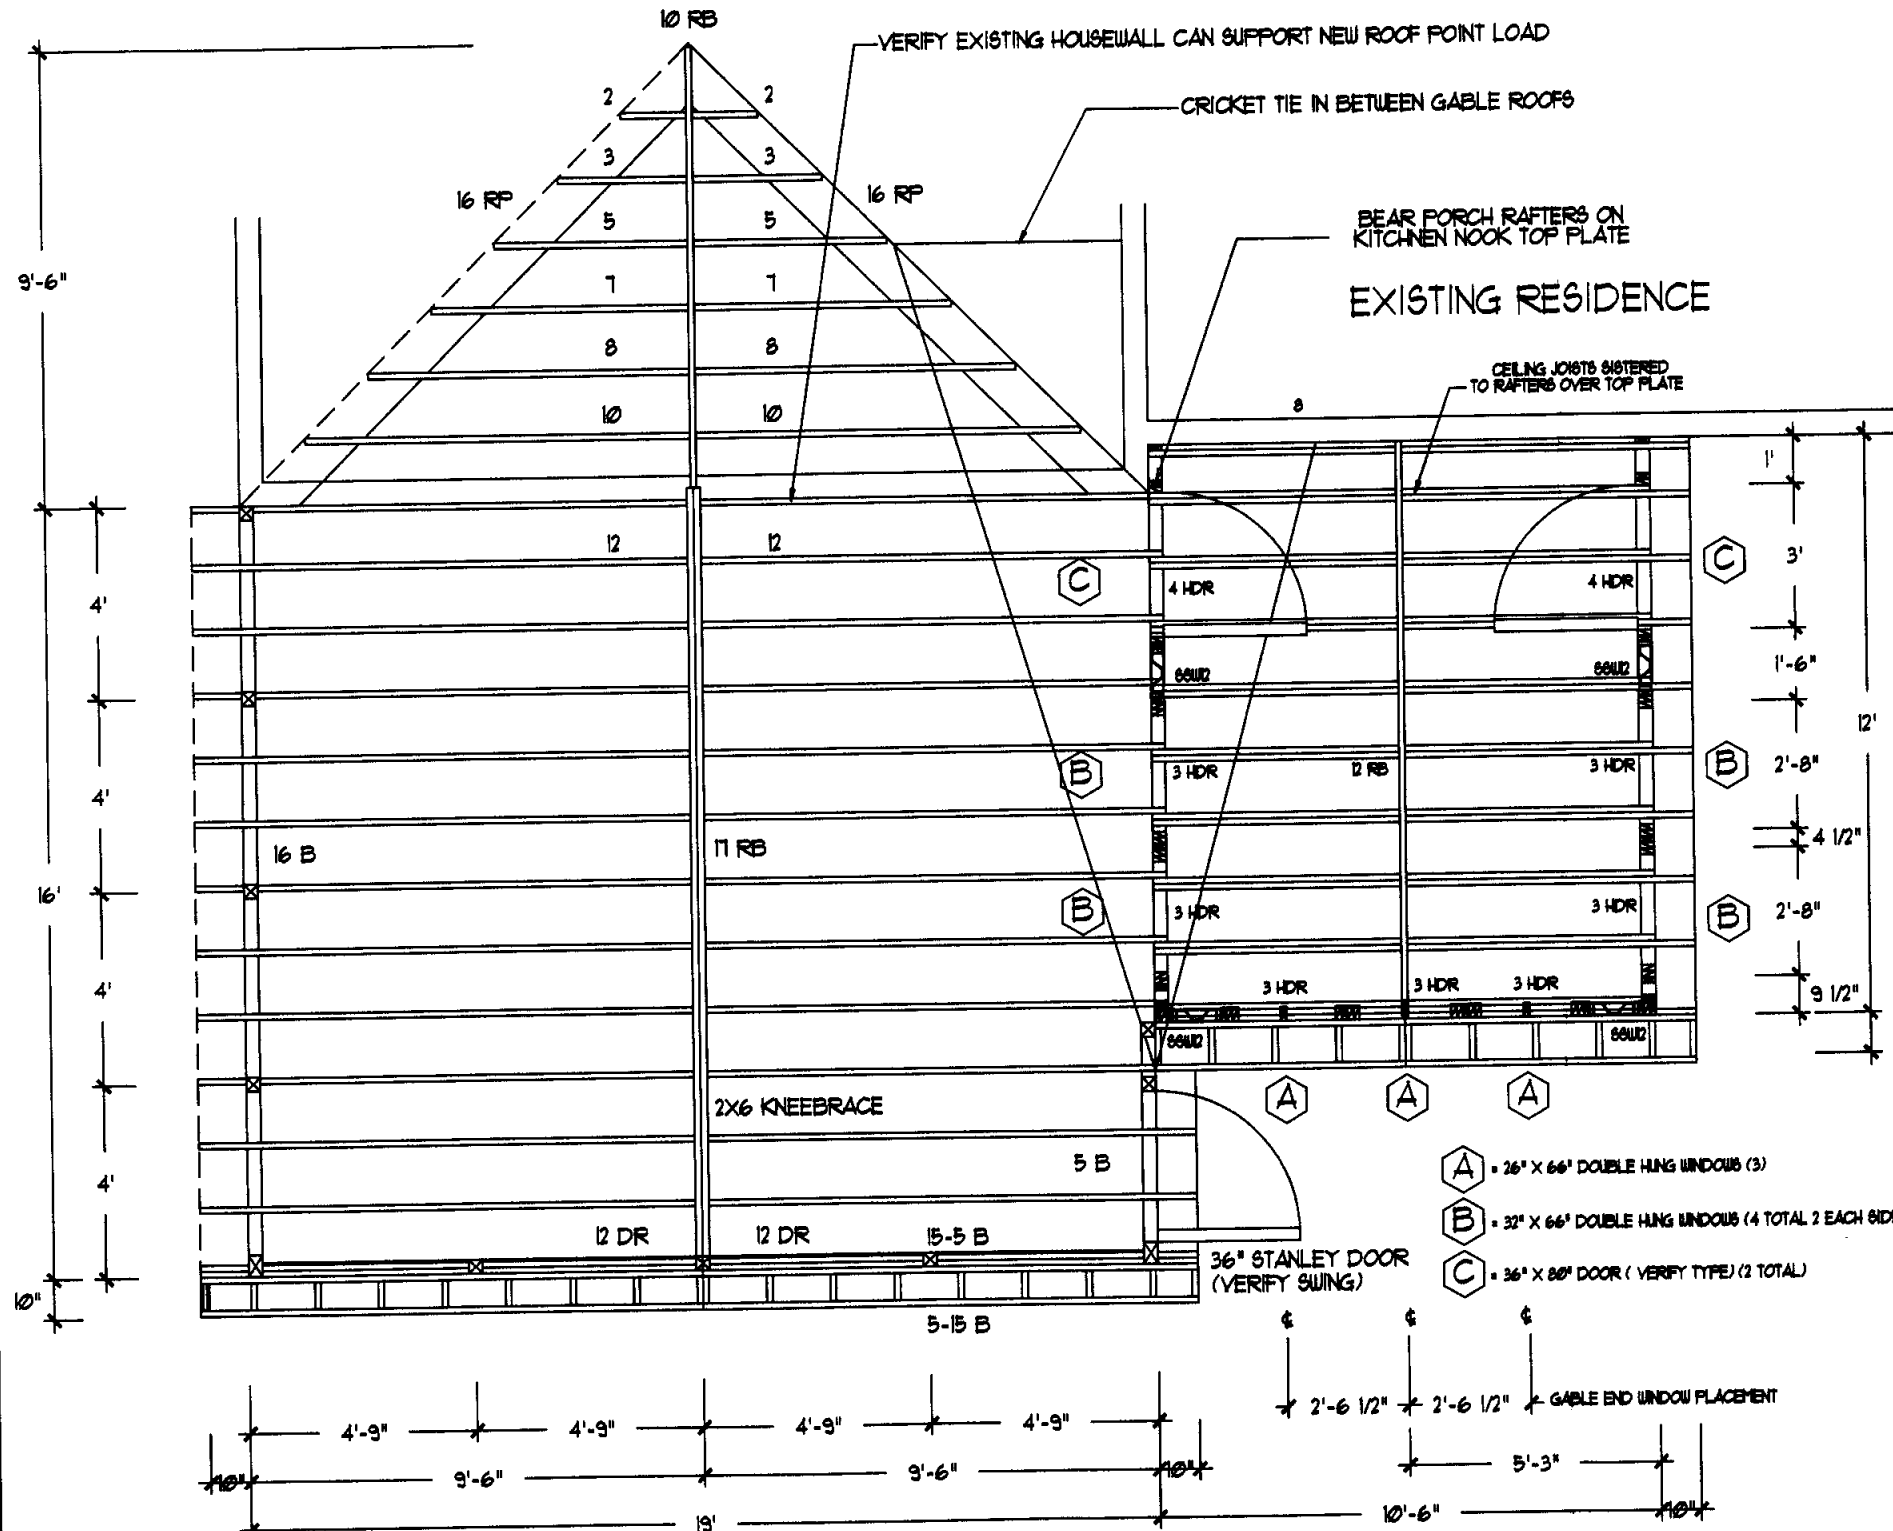 10 RB
VERIFY EXISTING HOUSEWALL CAN SUPPORT NEW ROOF POINT LOAD
CRICKET TIE IN BETWEEN GABLE ROOFS
2 2
3 3
16 RP 16 RP
5 5
BEAR PORCH RAFTERS ON
KITCHNEN NOOK TOP PLATE
9'-6"
7 7
EXISTING RESIDENCE
8 8
CEILING JOISTS SISTERED
TO RAFTERS OVER TOP PLATE
8
10 10
1'
12 12
C C
3'
4 HDR 4 HDR
4'
1'-6"
SSW12 SSW12
12'
B B
3 HDR 12 RB 3 HDR
2'-8"
4'
4 1/2"
16 B 17 RB
16'
B B
3 HDR 3 HDR
2'-8"
4'
3 HDR 3 HDR 3 HDR
9 1/2"
SSW12 SSW12
A A A
2X6 KNEEBRACE
5 B
4'
A = 26" X 66" DOUBLE HUNG WINDOWS (3)
B = 32" X 66" DOUBLE HUNG WINDOWS (4 TOTAL 2 EACH SIDE
C = 36" X 80" DOOR ( VERIFY TYPE) (2 TOTAL)
12 DR 12 DR 15-5 B
36" STANLEY DOOR
(VERIFY SWING)
10"
5-15 B
℄ ℄ ℄
2'-6 1/2" 2'-6 1/2" GABLE END WINDOW PLACEMENT
4'-9" 4'-9" 4'-9" 4'-9"
10" 9'-6" 9'-6" 10"
5'-3"
19' 10'-6" 10"